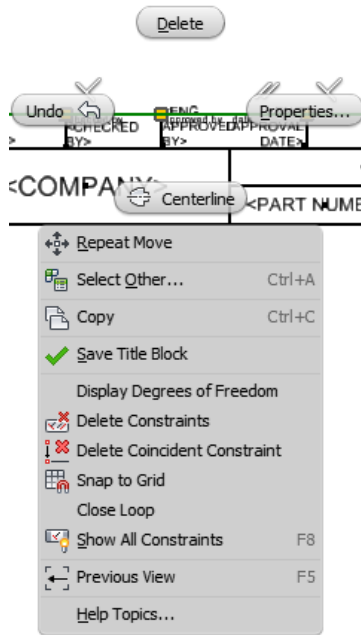 Delete
Undo
Properties...
<CHECKED
BY>
ENG
APPROVED
BY>
APPROVAL
DATE>
<COMPANY>
Centerline
<PART NUMB
Repeat Move
Select Other... Ctrl+A
Copy Ctrl+C
Save Title Block
Display Degrees of Freedom
Delete Constraints
Delete Coincident Constraint
Snap to Grid
Close Loop
Show All Constraints F8
Previous View F5
Help Topics...